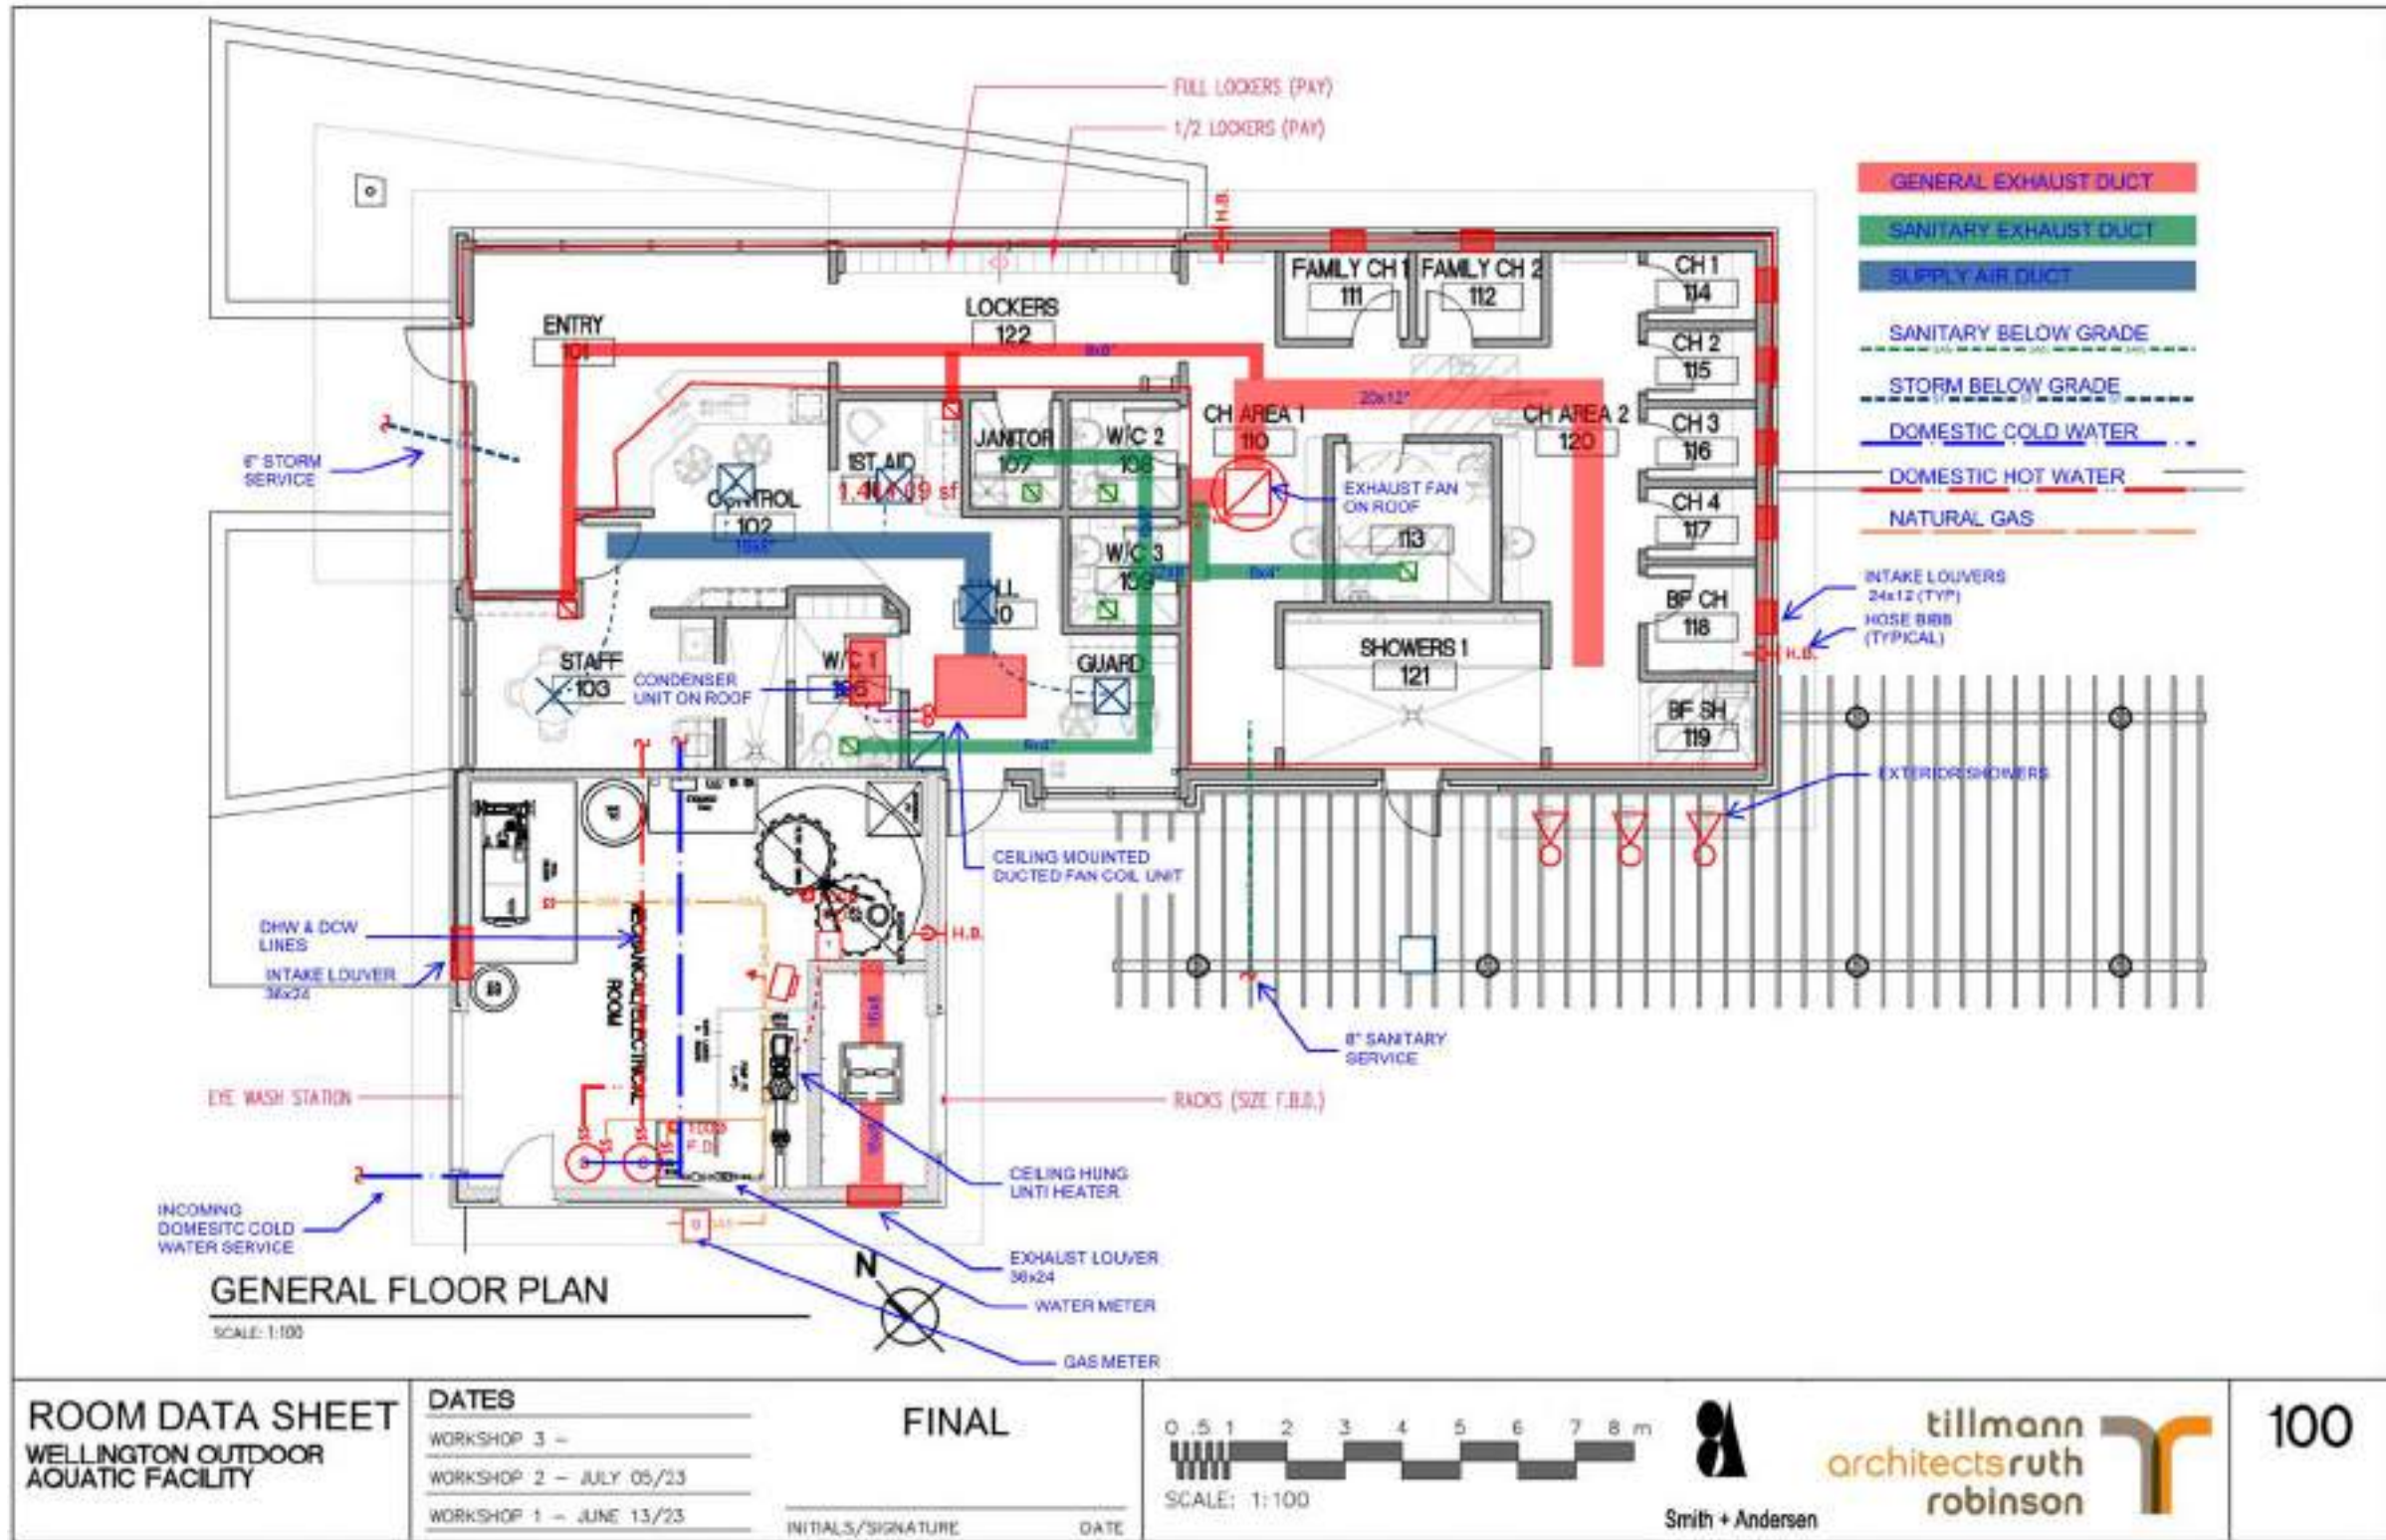 FULL LOCKERS (PAY)
1/2 LOCKERS (PAY)
H.B.
GENERAL EXHAUST DUCT
SANITARY EXHAUST DUCT
SUPPLY AIR DUCT
SANITARY BELOW GRADE
STORM BELOW GRADE
DOMESTIC COLD WATER
DOMESTIC HOT WATER
NATURAL GAS
FAMILY CH 1
111
FAMILY CH 2
112
CH 1
114
CH 2
115
CH 3
116
CH 4
117
BF CH
118
BF SH
119
ENTRY
101
LOCKERS
122
20x12"
CH AREA 1
110
CH AREA 2
120
JANITOR
107
W/C 2
108
1ST AID
CONTROL
102
W/C 3
109
8x4"
113
EXHAUST FAN
ON ROOF
6" STORM
SERVICE
INTAKE LOUVERS
24x12 (TYP)
HOSE BIBB
(TYPICAL)
H.B.
STAFF
103
CONDENSER
UNIT ON ROOF
W/C 1
GUARD
SHOWERS 1
121
EXTERIOR SHOWERS
CEILING MOUINTED
DUCTED FAN COIL UNIT
DHW & DCW
LINES
INTAKE LOUVER
36x24
H.B.
MECHANICAL/ELECTRICAL
ROOM
16x8
8" SANITARY
SERVICE
EYE WASH STATION
RACKS (SIZE F.B.D.)
F.D.
CEILING HUNG
UNTI HEATER
INCOMING
DOMESITC COLD
WATER SERVICE
EXHAUST LOUVER
36x24
WATER METER
GAS METER
N
GENERAL FLOOR PLAN
SCALE: 1:100
ROOM DATA SHEET
WELLINGTON OUTDOOR
AQUATIC FACILITY
DATES
WORKSHOP 3 -
WORKSHOP 2 - JULY 05/23
WORKSHOP 1 - JUNE 13/23
FINAL
INITIALS/SIGNATURE DATE
0 .5 1 2 3 4 5 6 7 8 m
SCALE: 1:100
Smith + Andersen
tillmann
architectsruth
robinson
100